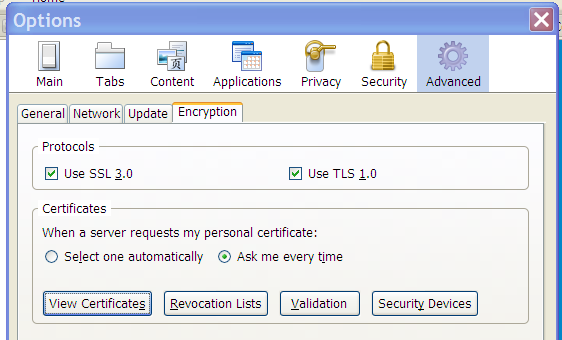 Options
Main Tabs Content Applications Privacy Security Advanced
General Network Update Encryption
Protocols
Use SSL 3.0 Use TLS 1.0
Certificates
When a server requests my personal certificate:
Select one automatically Ask me every time
View Certificates Revocation Lists Validation Security Devices